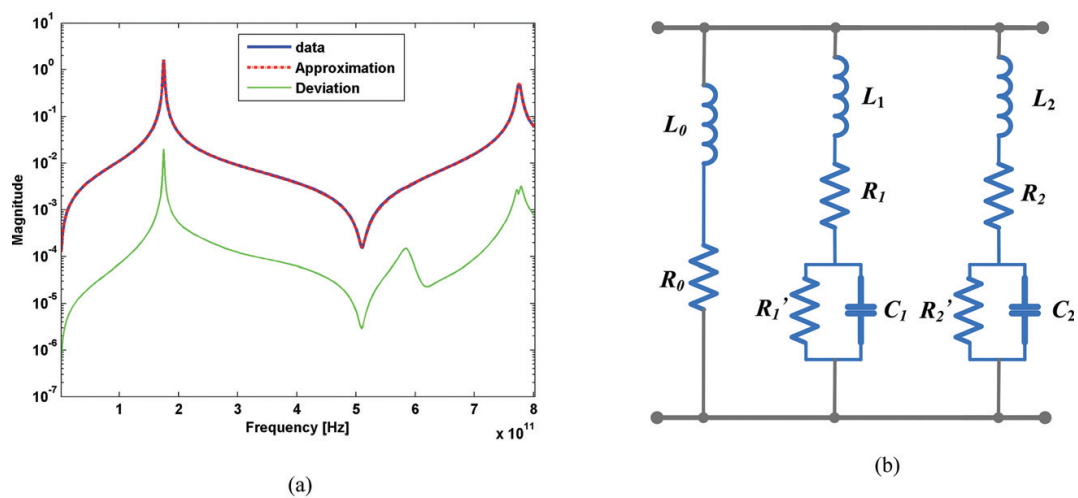 10^1
10^0
10^-1
10^-2
10^-3
10^-4
10^-5
10^-6
10^-7
Magnitude
data
Approximation
Deviation
1 2 3 4 5 6 7 8
Frequency [Hz]
x 10^11
(a)
L0
R0
L1
R1
R1’
C1
L2
R2
R2’
C2
(b)